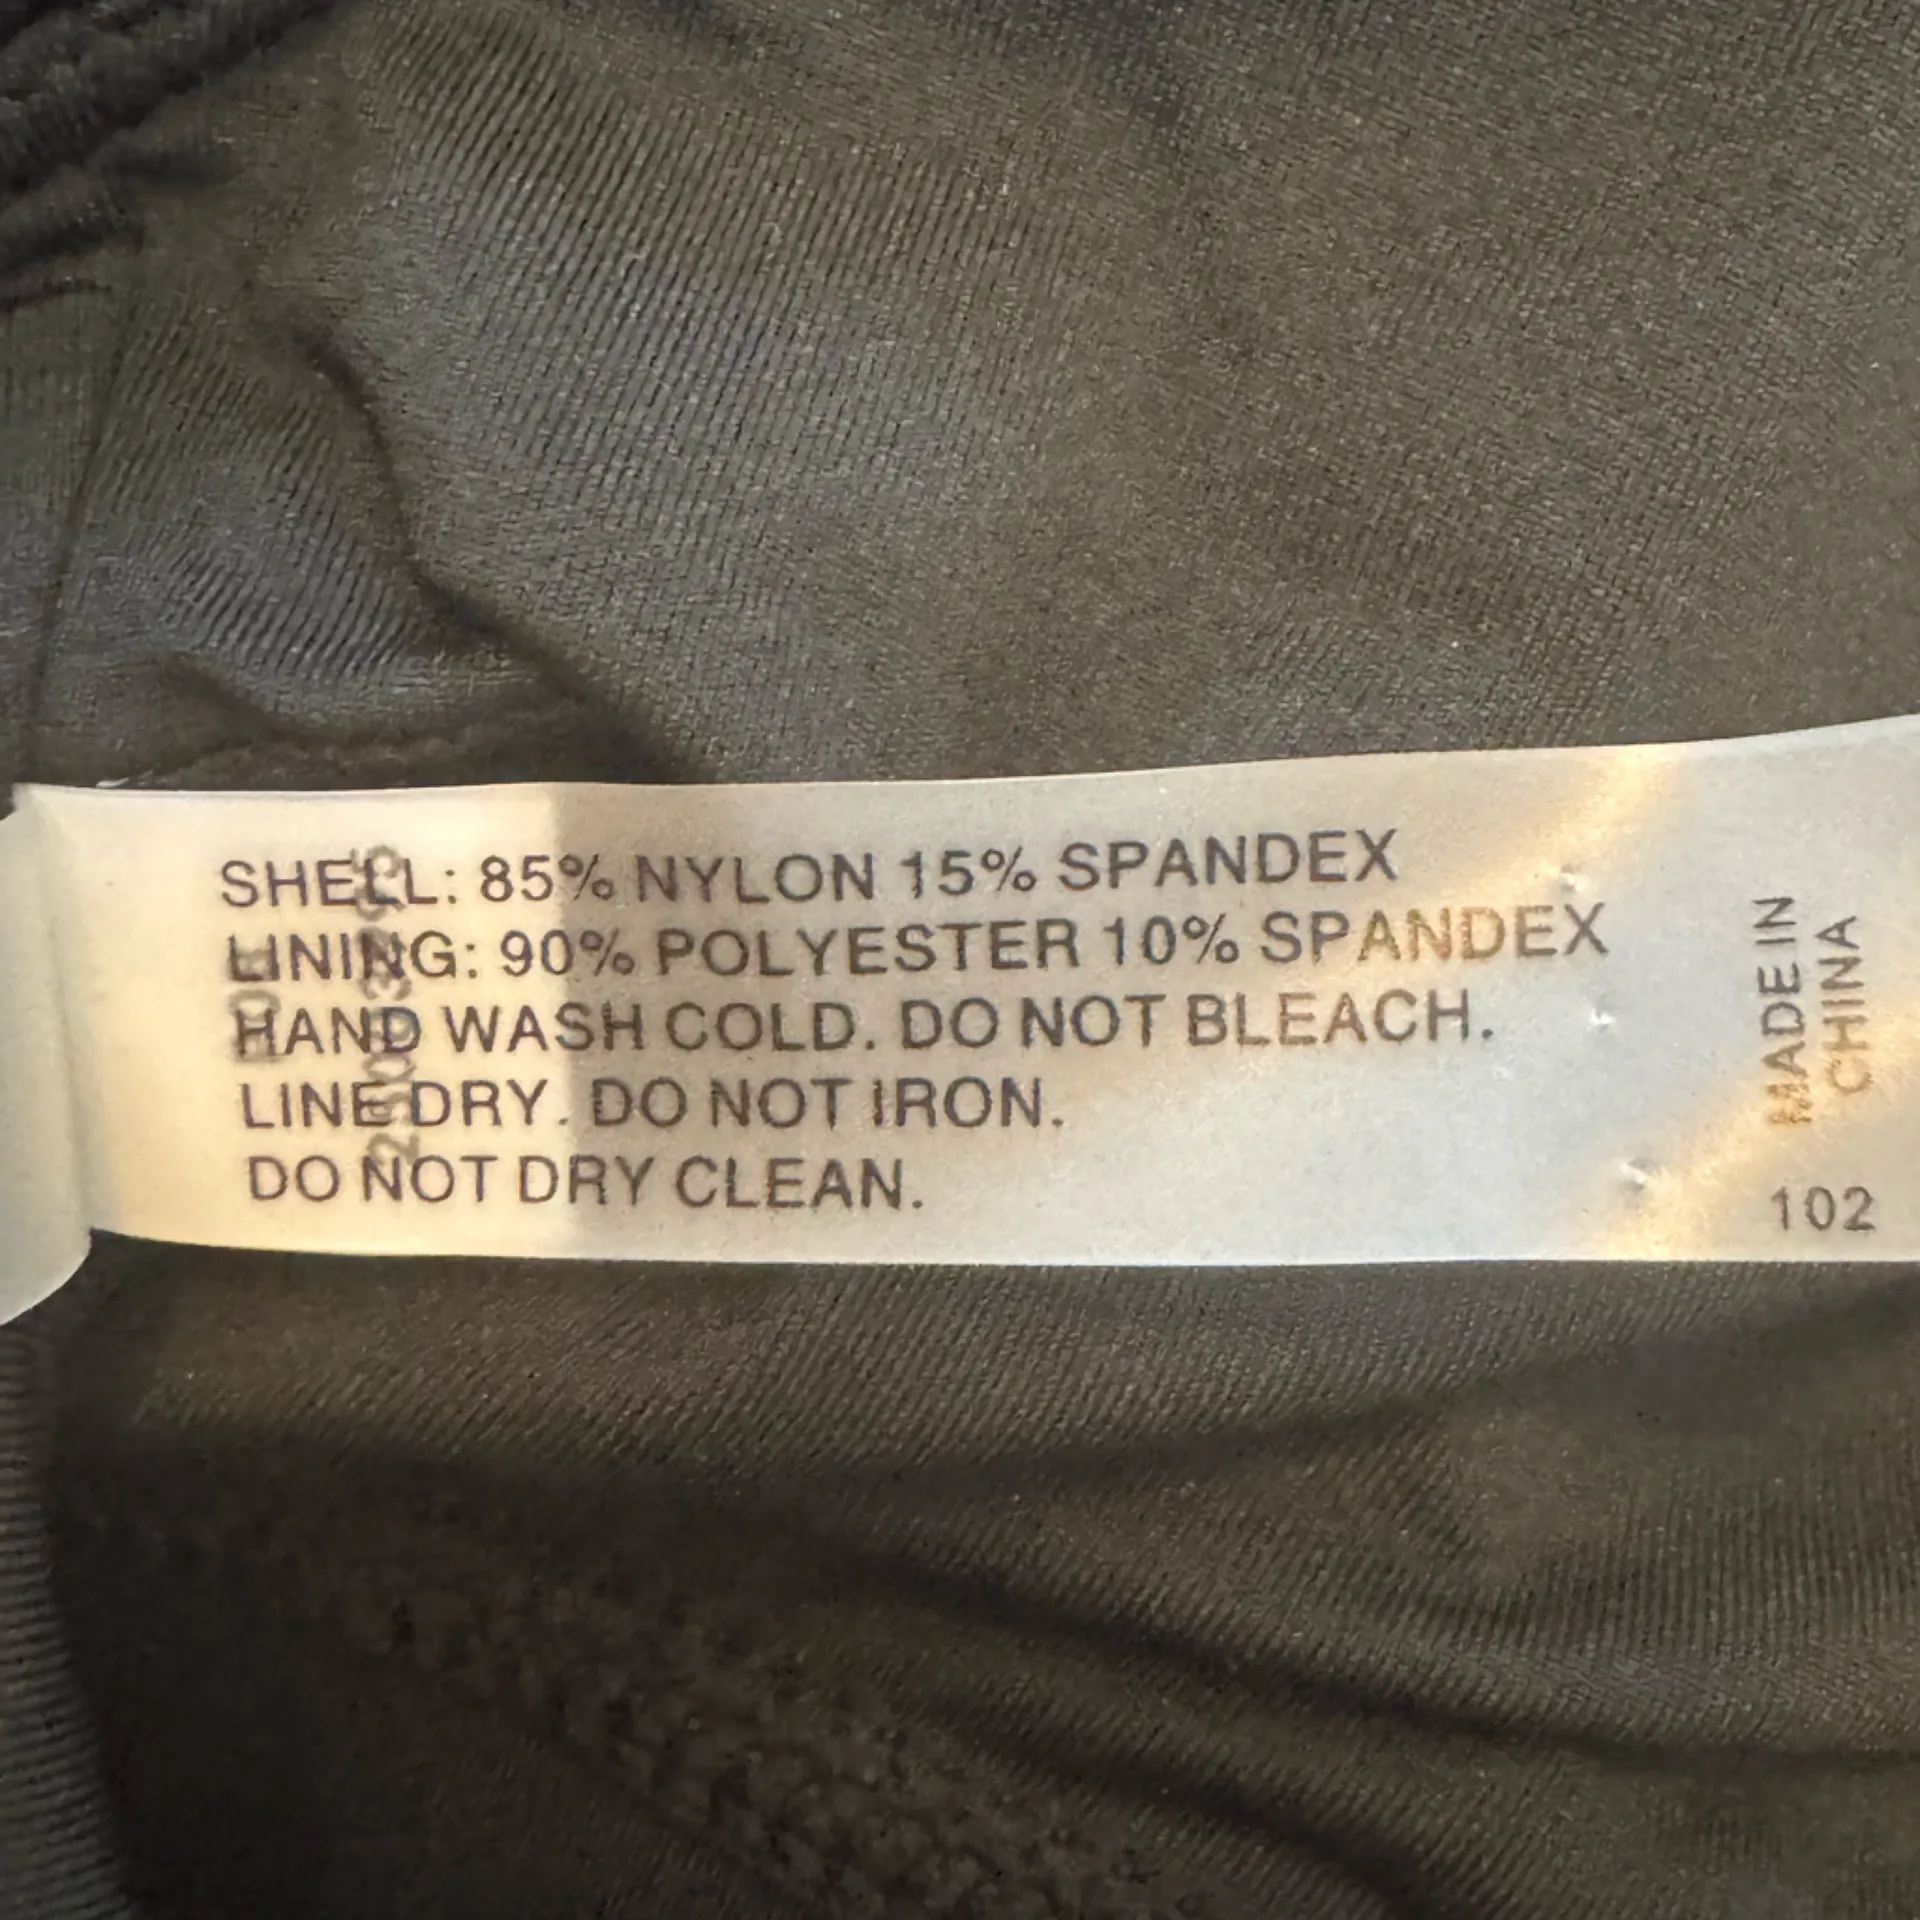 SHELL: 85% NYLON 15% SPANDEX
LINING: 90% POLYESTER 10% SPANDEX
HAND WASH COLD. DO NOT BLEACH.
LINE DRY. DO NOT IRON.
DO NOT DRY CLEAN.
MADE IN
CHINA
102